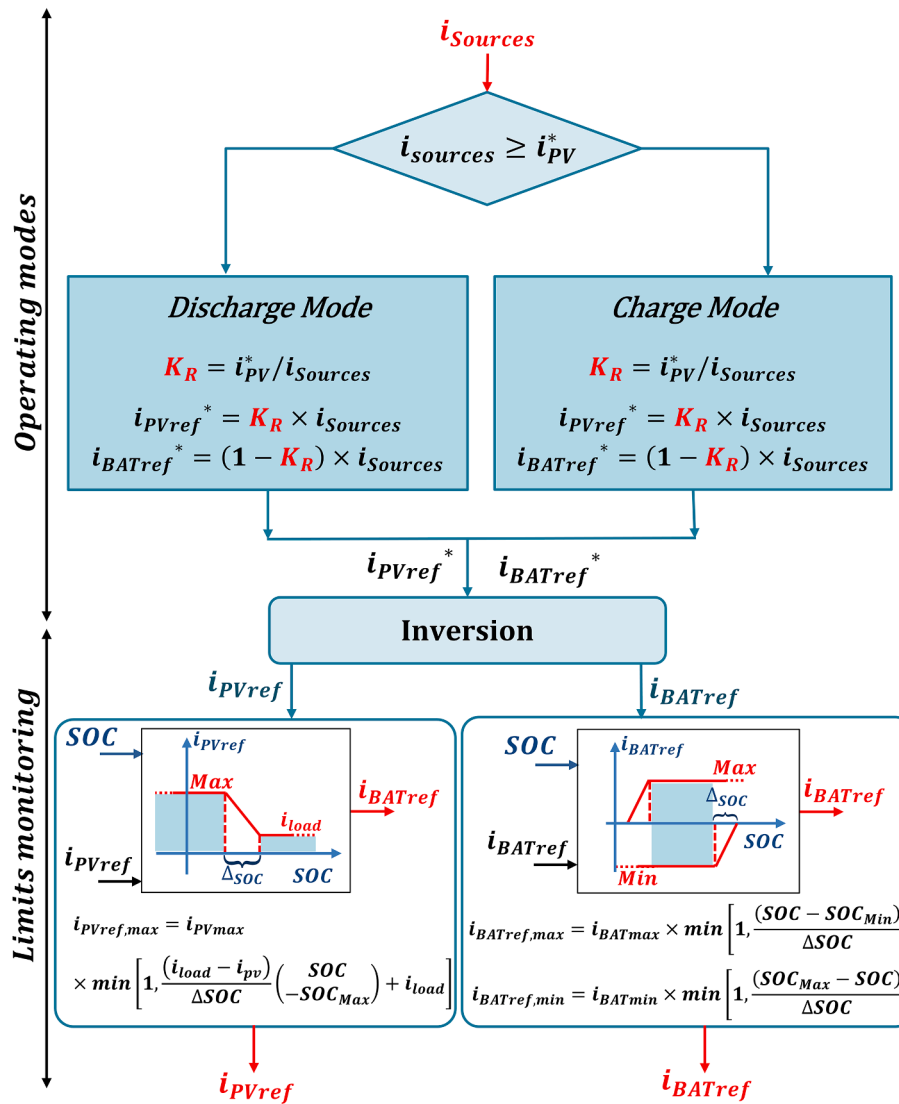 i_Sources
i_sources ≥ i*_PV
Operating modes
Discharge Mode
K_R = i*_PV/i_Sources
i_PVref* = K_R × i_Sources
i_BATref* = (1 − K_R) × i_Sources
Charge Mode
K_R = i*_PV/i_Sources
i_PVref* = K_R × i_Sources
i_BATref* = (1 − K_R) × i_Sources
i_PVref* i_BATref*
Inversion
Limits monitoring
i_PVref
i_BATref
SOC
i_PVref
Max
i_load
Δ_SOC
SOC
i_PVref
i_BATref
i_PVref,max = i_PVmax
× min[1, (i_load − i_pv)/ΔSOC (SOC −SOC_Max) + i_load]
SOC
i_BATref
Max
Δ_SOC
SOC
Min
i_BATref
i_BATref
i_BATref,max = i_BATmax × min[1, (SOC − SOC_Min)/ΔSOC
i_BATref,min = i_BATmin × min[1, (SOC_Max − SOC)/ΔSOC
i_PVref
i_BATref